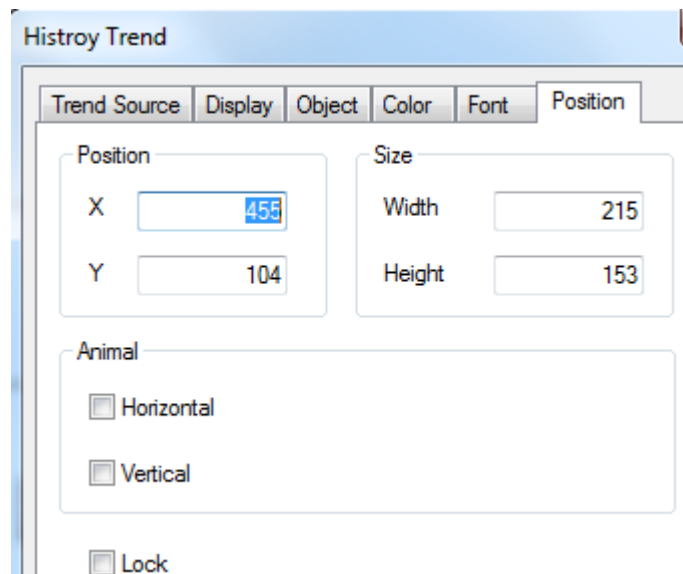 Histroy Trend
Trend Source Display Object Color Font Position
Position Size
X 455 Width 215
Y 104 Height 153
Animal
Horizontal
Vertical
Lock